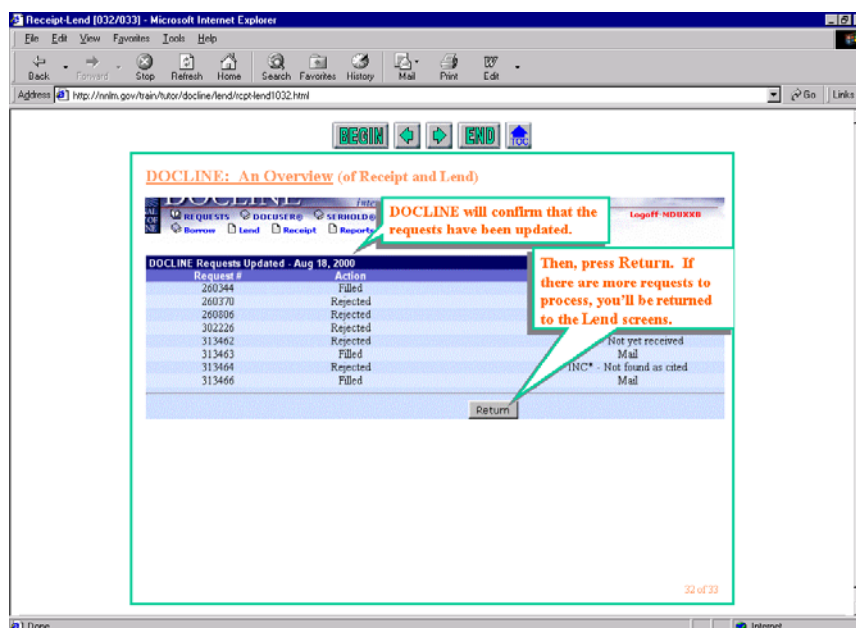 Receipt-Lend [032/033] - Microsoft Internet Explorer
File Edit View Favorites Tools Help
Back Forward Stop Refresh Home Search Favorites History Mail Print Edit
Address http://nnlm.gov/train/tutor/docline/lend/rcpt-lend1032.html Go Links
BEGIN END TOC
DOCLINE: An Overview (of Receipt and Lend)
DOCLINE
REQUESTS DOCUSER® SERHOLD® Logoff-MDUXXB
Borrow Lend Receipt Reports
DOCLINE will confirm that the
requests have been updated.
DOCLINE Requests Updated - Aug 18, 2000
Request # Action
260344 Filled
260370 Rejected
260806 Rejected
302226 Rejected
313462 Rejected Not yet received
313463 Filled Mail
313464 Rejected INC* - Not found as cited
313466 Filled Mail
Then, press Return. If
there are more requests to
process, you'll be returned
to the Lend screens.
Return
32 of 33
Done Internet